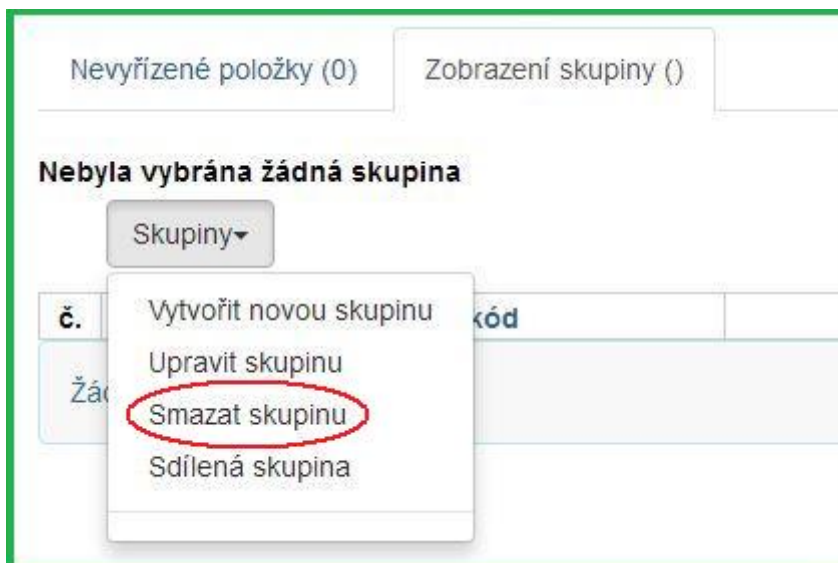 Nevyřízené položky (0) Zobrazení skupiny ()
Nebyla vybrána žádná skupina
Skupiny
č. kód
Vytvořit novou skupinu
Upravit skupinu
Smazat skupinu
Sdílená skupina